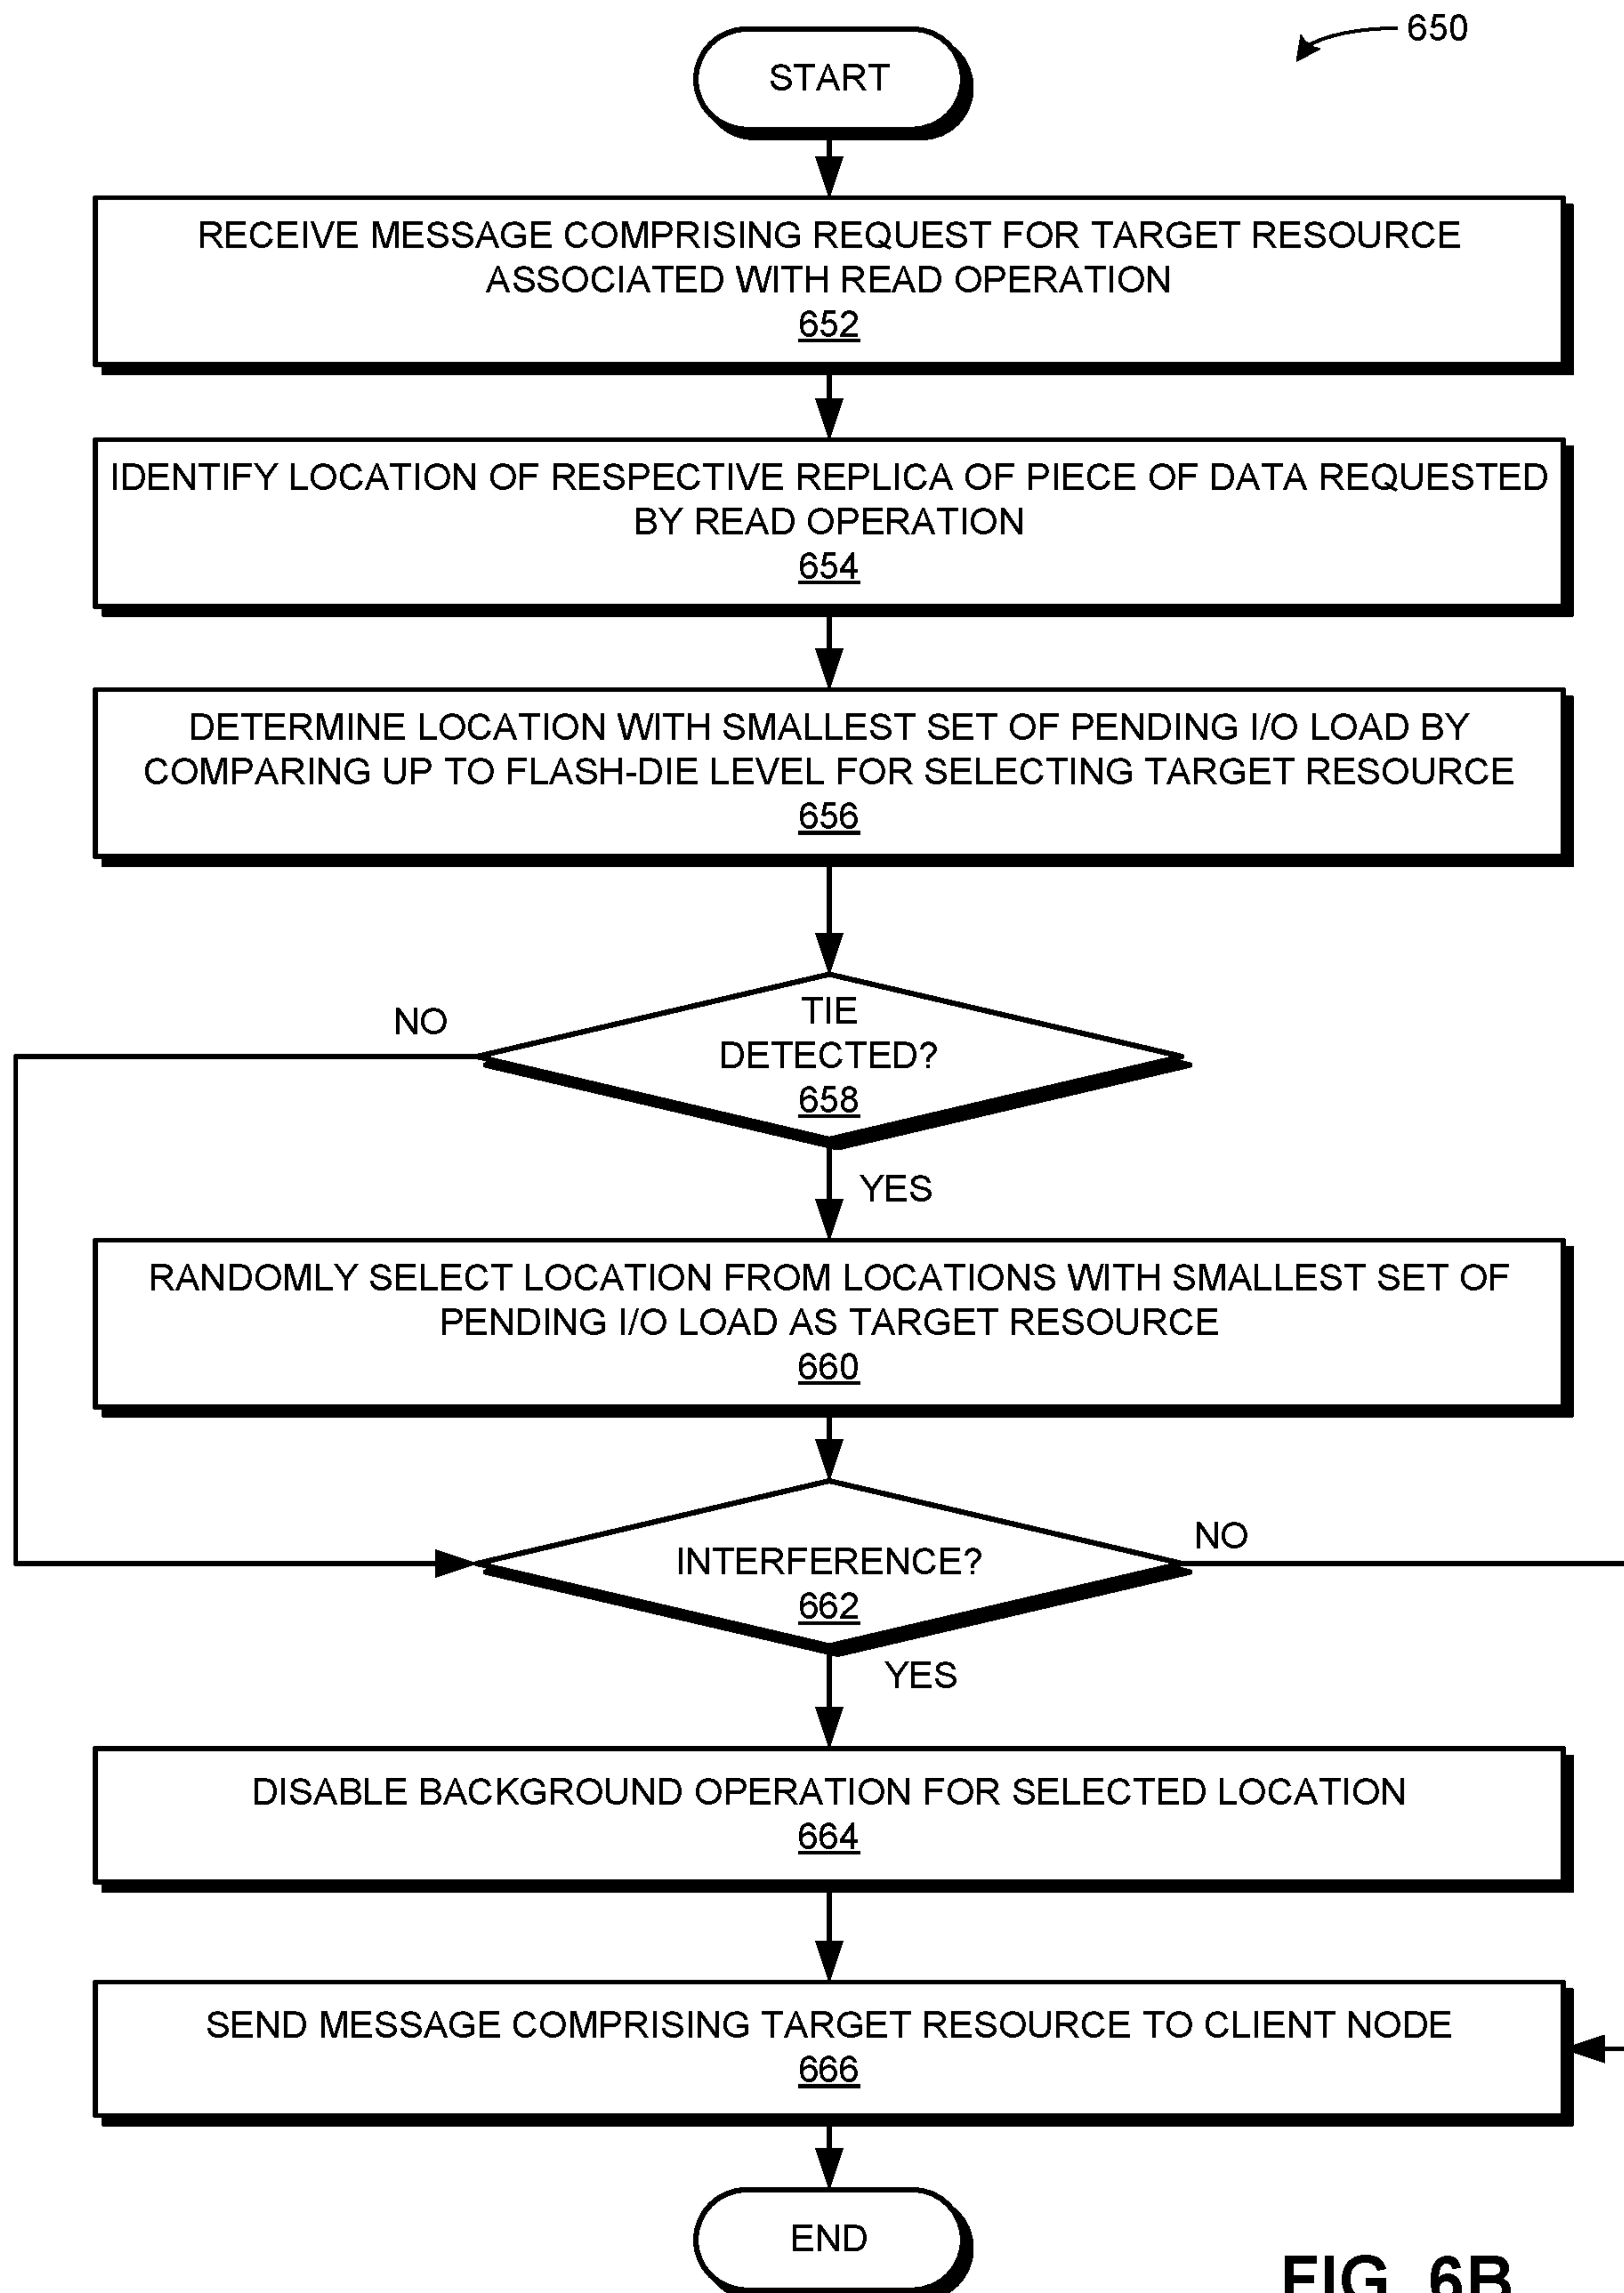 650
START
RECEIVE MESSAGE COMPRISING REQUEST FOR TARGET RESOURCE
ASSOCIATED WITH READ OPERATION
652
IDENTIFY LOCATION OF RESPECTIVE REPLICA OF PIECE OF DATA REQUESTED
BY READ OPERATION
654
DETERMINE LOCATION WITH SMALLEST SET OF PENDING I/O LOAD BY
COMPARING UP TO FLASH-DIE LEVEL FOR SELECTING TARGET RESOURCE
656
NO
TIE
DETECTED?
658
YES
RANDOMLY SELECT LOCATION FROM LOCATIONS WITH SMALLEST SET OF
PENDING I/O LOAD AS TARGET RESOURCE
660
NO
INTERFERENCE?
662
YES
DISABLE BACKGROUND OPERATION FOR SELECTED LOCATION
664
SEND MESSAGE COMPRISING TARGET RESOURCE TO CLIENT NODE
666
END
FIG. 6B